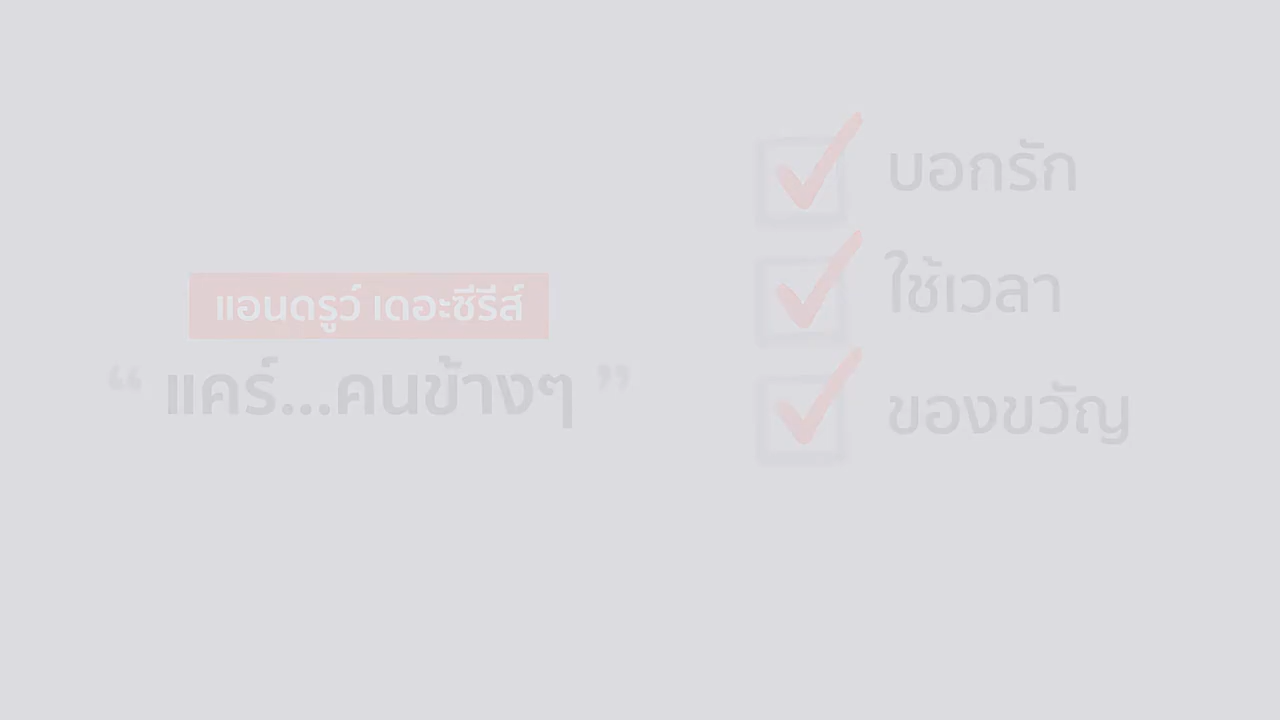 แอนดรูว์ เดอะซีรีส์
“ แคร์...คนข้างๆ ”
บอกรัก
ใช้เวลา
ของขวัญ